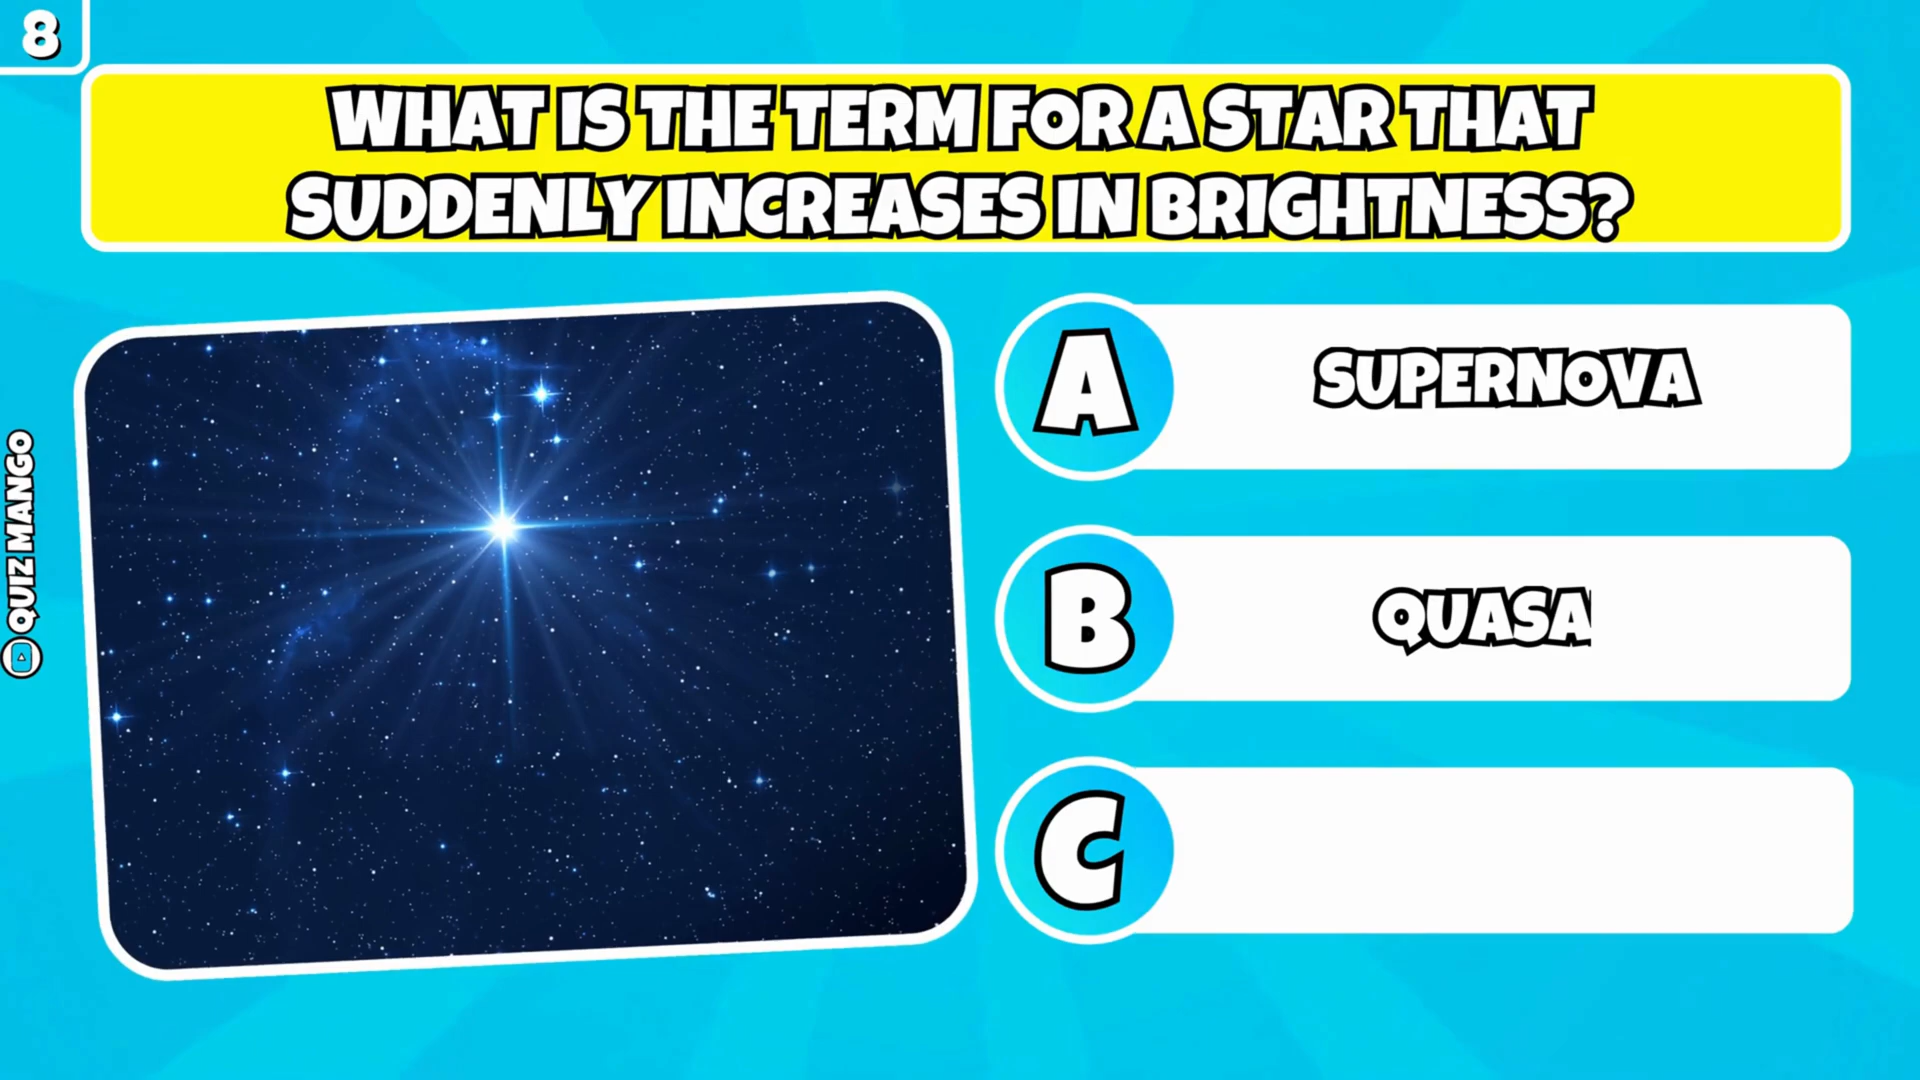 8
WHAT IS THE TERM FOR A STAR THAT
SUDDENLY INCREASES IN BRIGHTNESS?
A
SUPERNOVA
B
QUASA
C
QUIZ MANGO